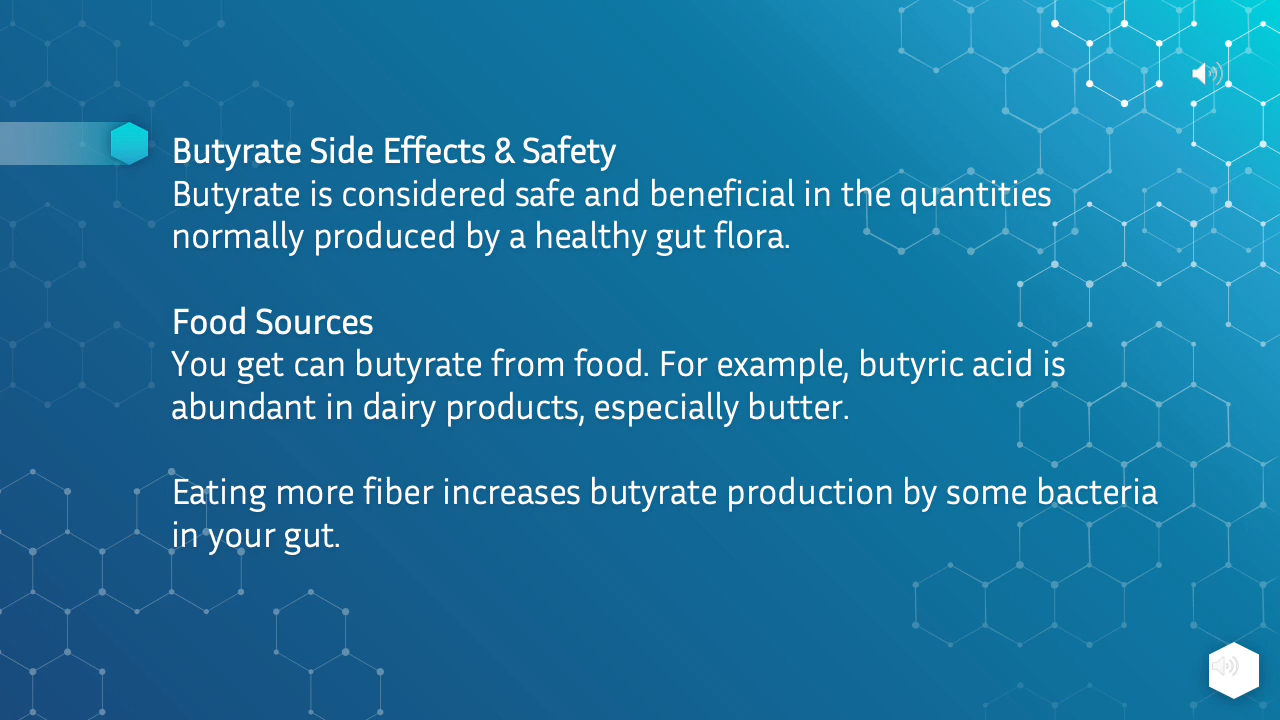 Butyrate Side Effects & Safety
Butyrate is considered safe and beneficial in the quantities
normally produced by a healthy gut flora.
Food Sources
You get can butyrate from food. For example, butyric acid is
abundant in dairy products, especially butter.
Eating more fiber increases butyrate production by some bacteria
in your gut.